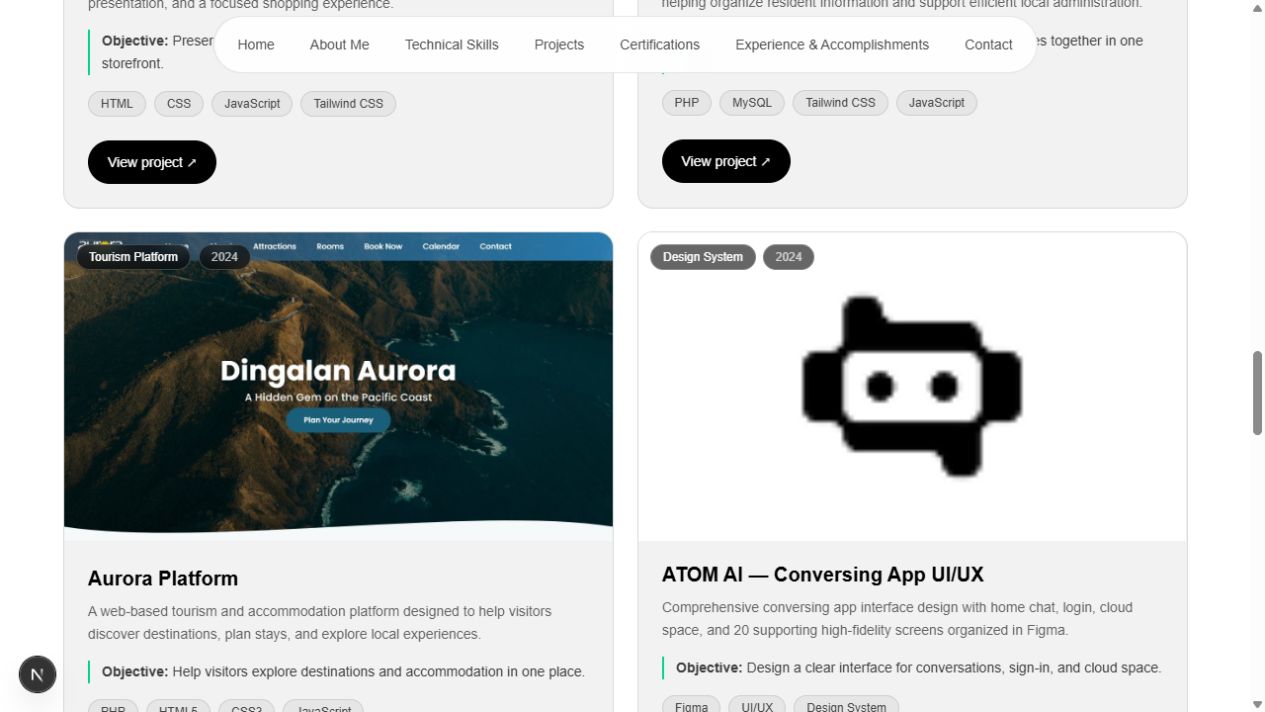 presentation, and a focused shopping experience.
helping organize resident information and support efficient local administration.
Home About Me Technical Skills Projects Certifications Experience & Accomplishments Contact
Objective:
storefront.
together in one
HTML CSS JavaScript Tailwind CSS
PHP MySQL Tailwind CSS JavaScript
View project ↗
View project ↗
Attractions Rooms Book Now Calendar Contact
Tourism Platform 2024
Dingalan Aurora
A Hidden Gem on the Pacific Coast
Plan Your Journey
Design System 2024
Aurora Platform
A web-based tourism and accommodation platform designed to help visitors
discover destinations, plan stays, and explore local experiences.
Objective: Help visitors explore destinations and accommodation in one place.
PHP HTML5 CSS3 JavaScript
ATOM AI — Conversing App UI/UX
Comprehensive conversing app interface design with home chat, login, cloud
space, and 20 supporting high-fidelity screens organized in Figma.
Objective: Design a clear interface for conversations, sign-in, and cloud space.
Figma UI/UX Design System
N